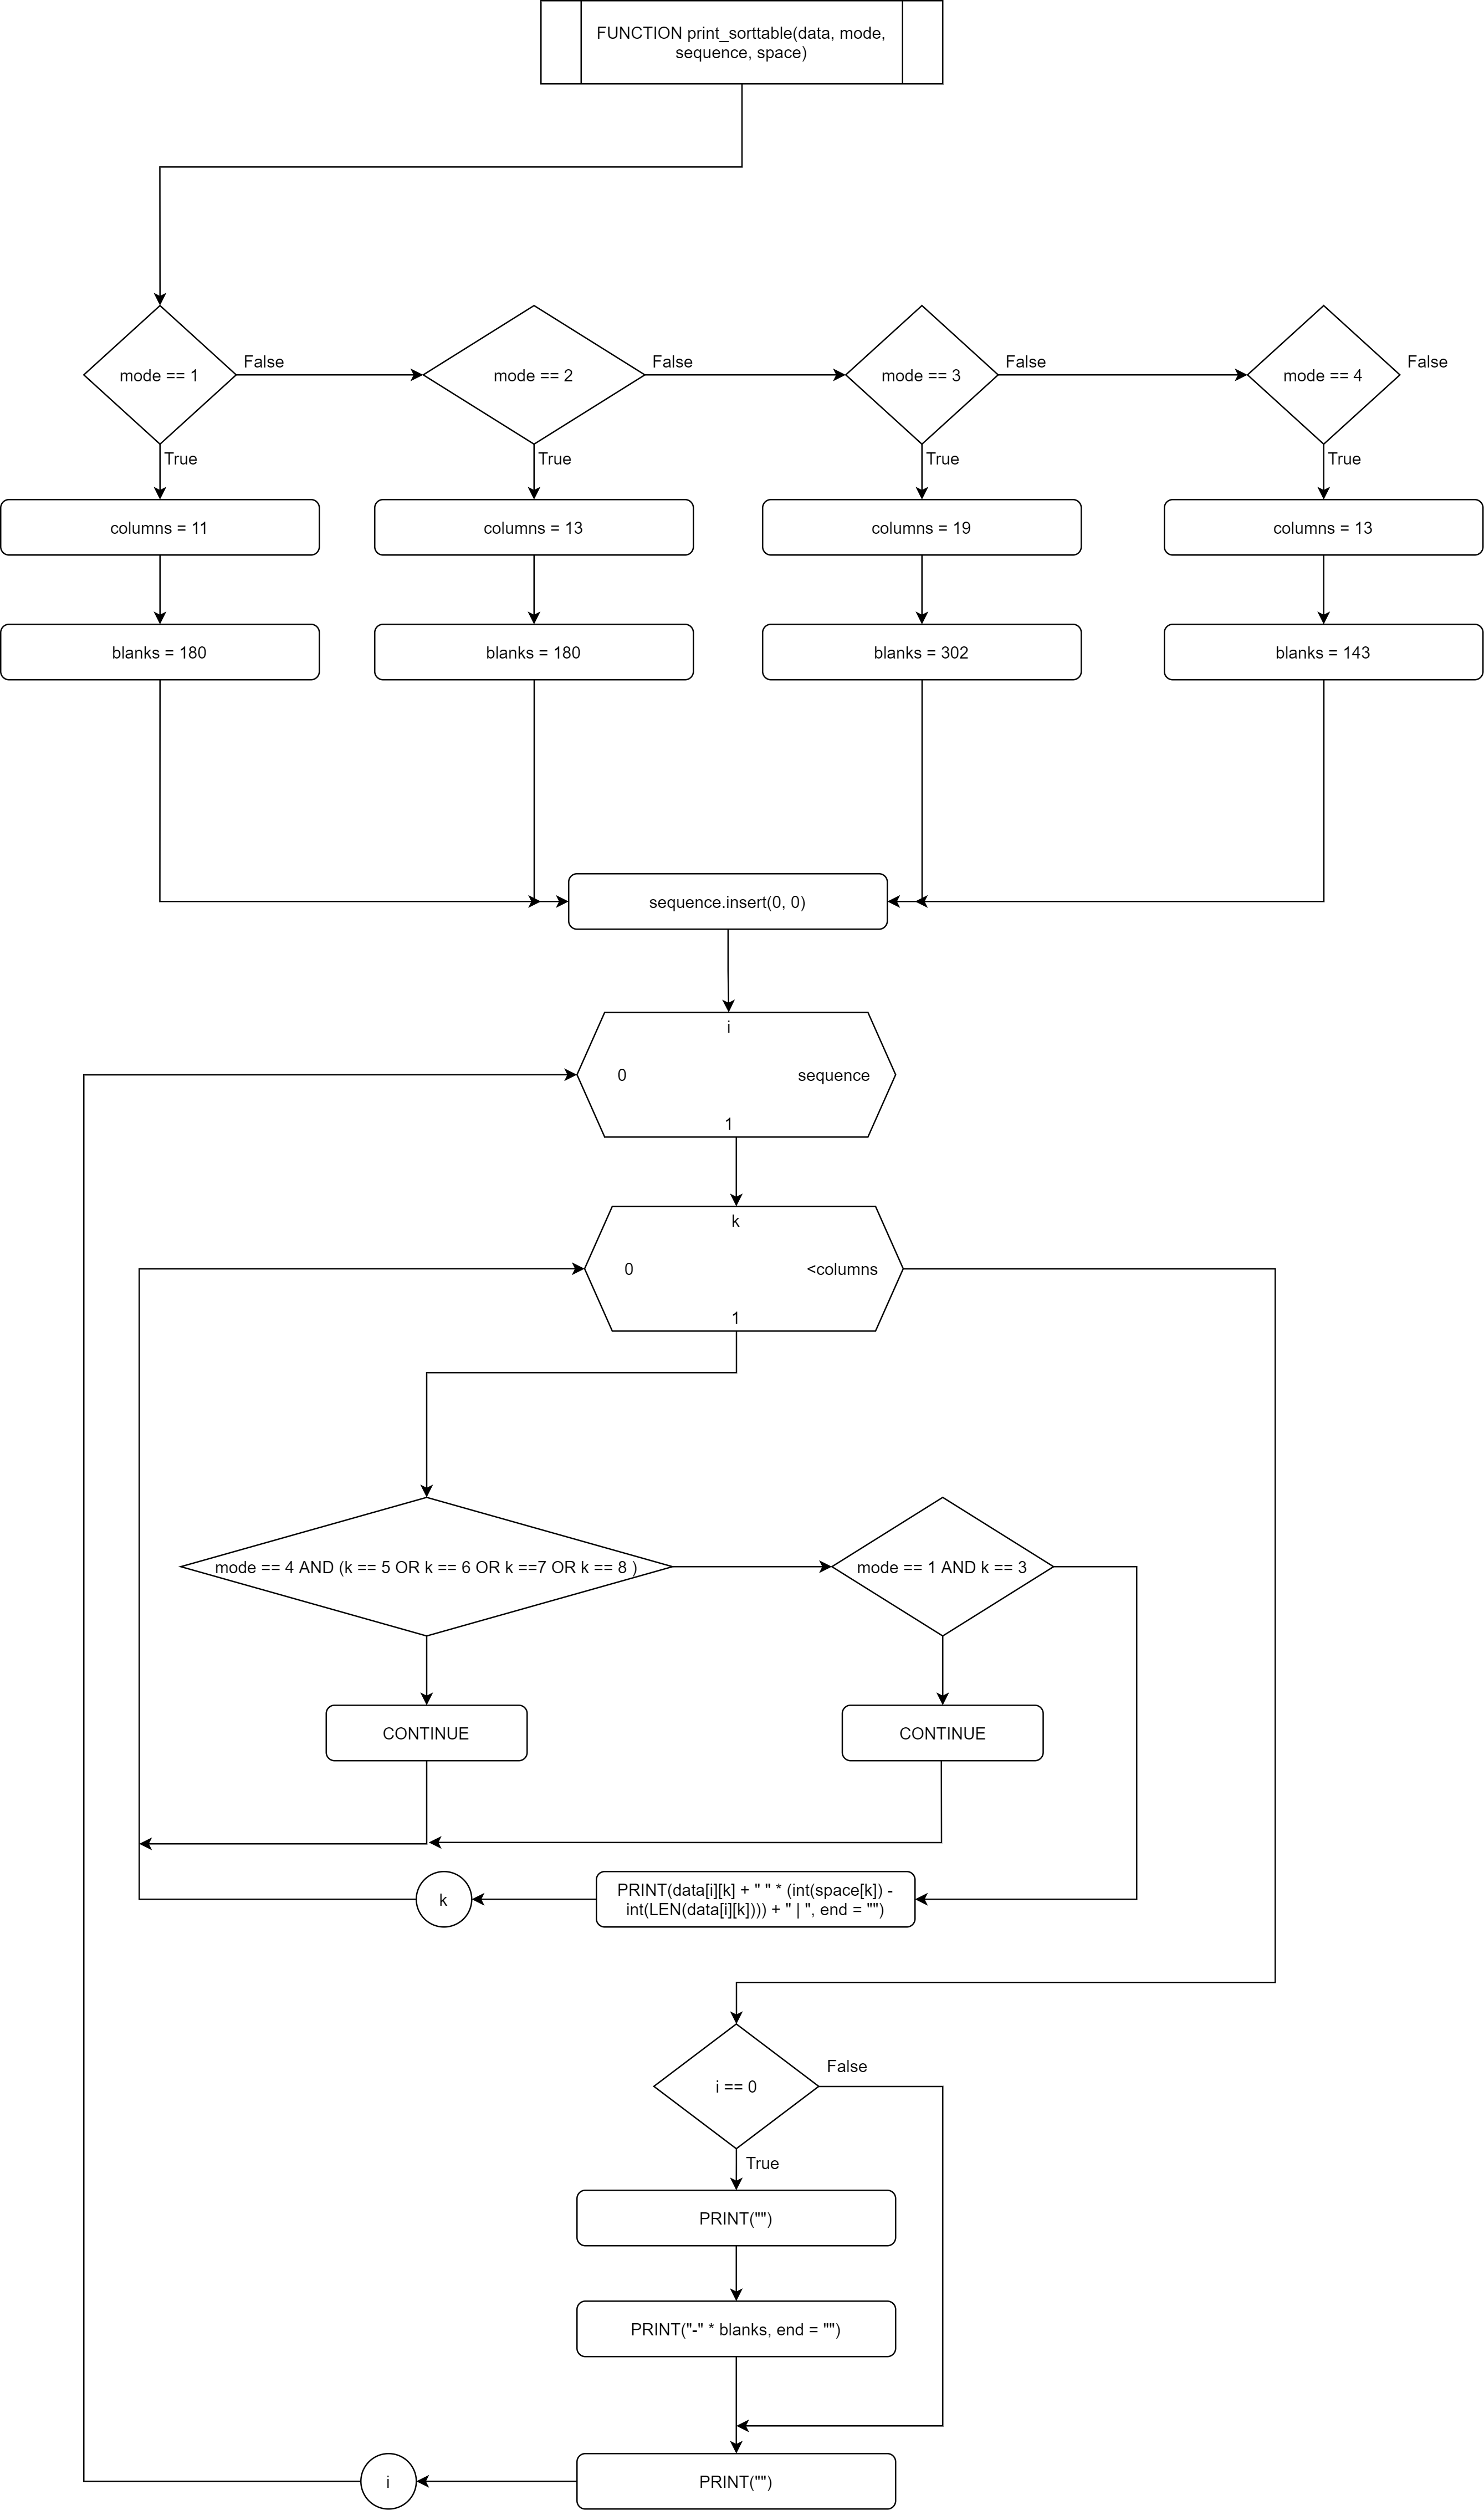 FUNCTION print_sorttable(data, mode,
sequence, space)
mode == 1
False
mode == 2
False
mode == 3
False
mode == 4
False
True
True
True
True
columns = 11
columns = 13
columns = 19
columns = 13
blanks = 180
blanks = 180
blanks = 302
blanks = 143
sequence.insert(0, 0)
i
0
sequence
1
k
0
<columns
1
mode == 4 AND (k == 5 OR k == 6 OR k ==7 OR k == 8 )
mode == 1 AND k == 3
CONTINUE
CONTINUE
k
PRINT(data[i][k] + " " * (int(space[k]) -
int(LEN(data[i][k]))) + " | ", end = "")
i == 0
False
True
PRINT("")
PRINT("-" * blanks, end = "")
i
PRINT("")